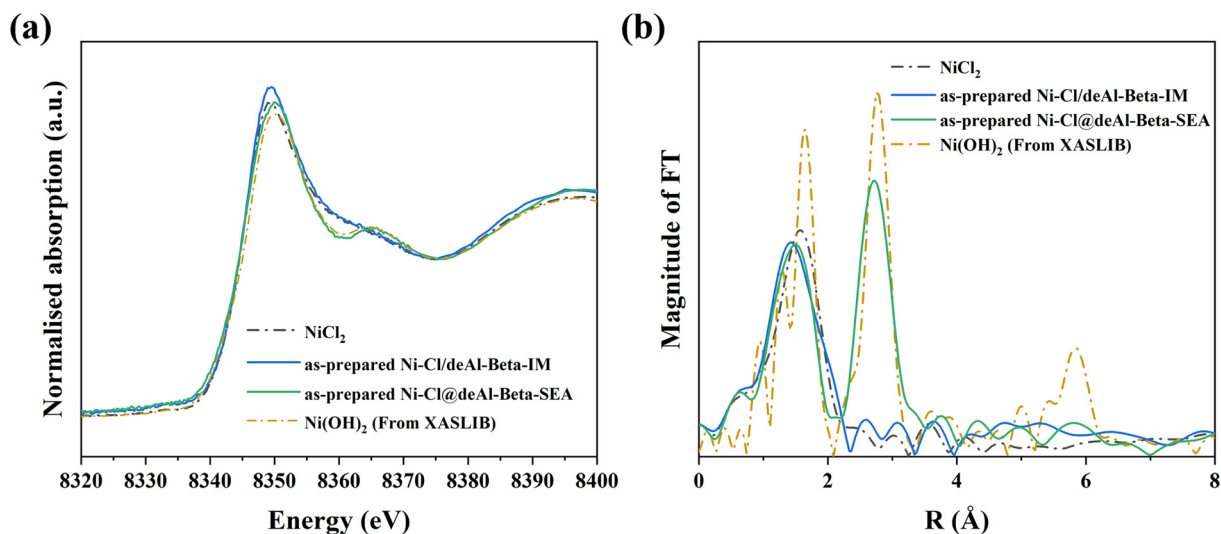 (a)
Normalised absorption (a.u.)
NiCl2
as-prepared Ni-Cl/deAl-Beta-IM
as-prepared Ni-Cl@deAl-Beta-SEA
Ni(OH)2 (From XASLIB)
8320 8330 8340 8350 8360 8370 8380 8390 8400
Energy (eV)
(b)
Magnitude of FT
NiCl2
as-prepared Ni-Cl/deAl-Beta-IM
as-prepared Ni-Cl@deAl-Beta-SEA
Ni(OH)2 (From XASLIB)
0 2 4 6 8
R (Å)